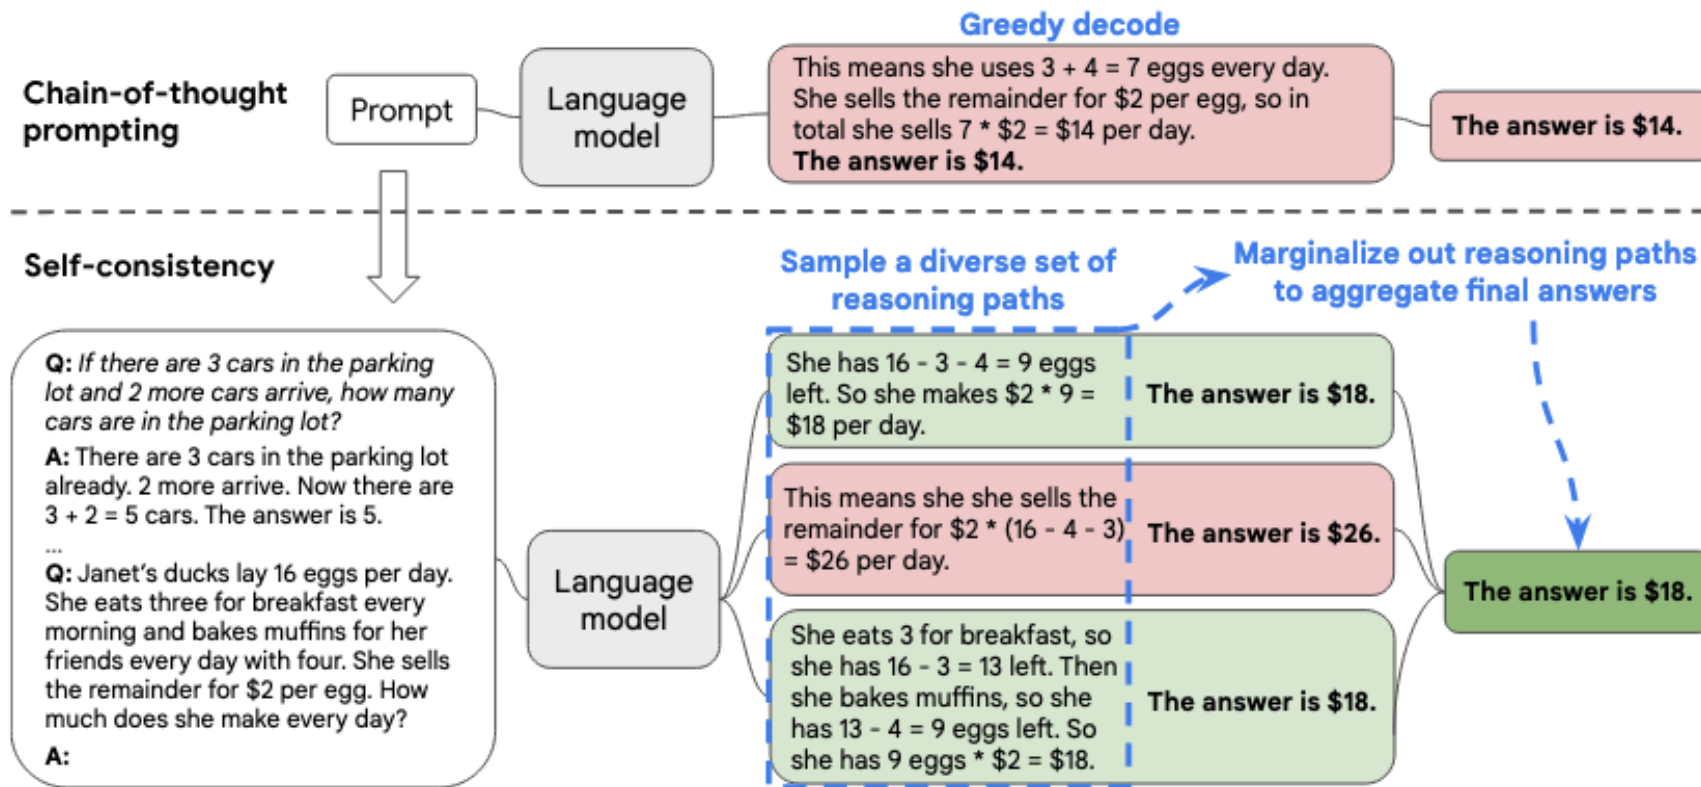 Greedy decode
Chain-of-thought
prompting
Prompt
Language
model
This means she uses 3 + 4 = 7 eggs every day.
She sells the remainder for $2 per egg, so in
total she sells 7 * $2 = $14 per day.
The answer is $14.
The answer is $14.
Self-consistency
Sample a diverse set of
reasoning paths
Marginalize out reasoning paths
to aggregate final answers
Q: If there are 3 cars in the parking
lot and 2 more cars arrive, how many
cars are in the parking lot?
A: There are 3 cars in the parking lot
already. 2 more arrive. Now there are
3 + 2 = 5 cars. The answer is 5.
...
Q: Janet's ducks lay 16 eggs per day.
She eats three for breakfast every
morning and bakes muffins for her
friends every day with four. She sells
the remainder for $2 per egg. How
much does she make every day?
A:
Language
model
She has 16 - 3 - 4 = 9 eggs
left. So she makes $2 * 9 =
$18 per day.
The answer is $18.
This means she she sells the
remainder for $2 * (16 - 4 - 3)
= $26 per day.
The answer is $26.
She eats 3 for breakfast, so
she has 16 - 3 = 13 left. Then
she bakes muffins, so she
has 13 - 4 = 9 eggs left. So
she has 9 eggs * $2 = $18.
The answer is $18.
The answer is $18.